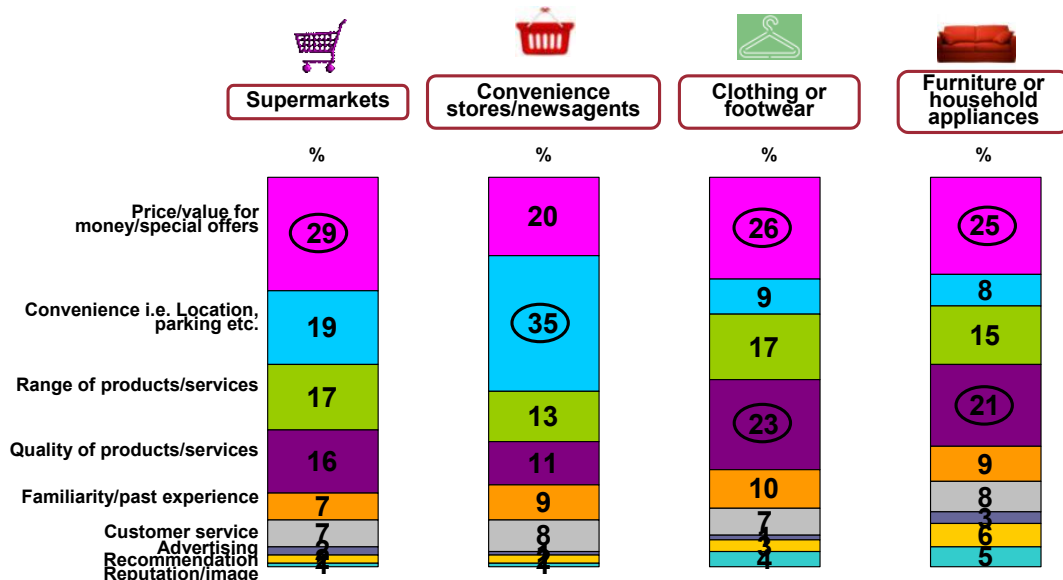 Supermarkets
Convenience
stores/newsagents
Clothing or
footwear
Furniture or
household
appliances
% % % %
Price/value for
money/special offers
29 20 26 25
Convenience i.e. Location,
parking etc.
19 35 9 8
Range of products/services
17 13 17 15
Quality of products/services
16 11 23 21
Familiarity/past experience
7 9 10 9
Customer service
7 8 7 8
Advertising
3
Recommendation
3 6
Reputation/image
4 5